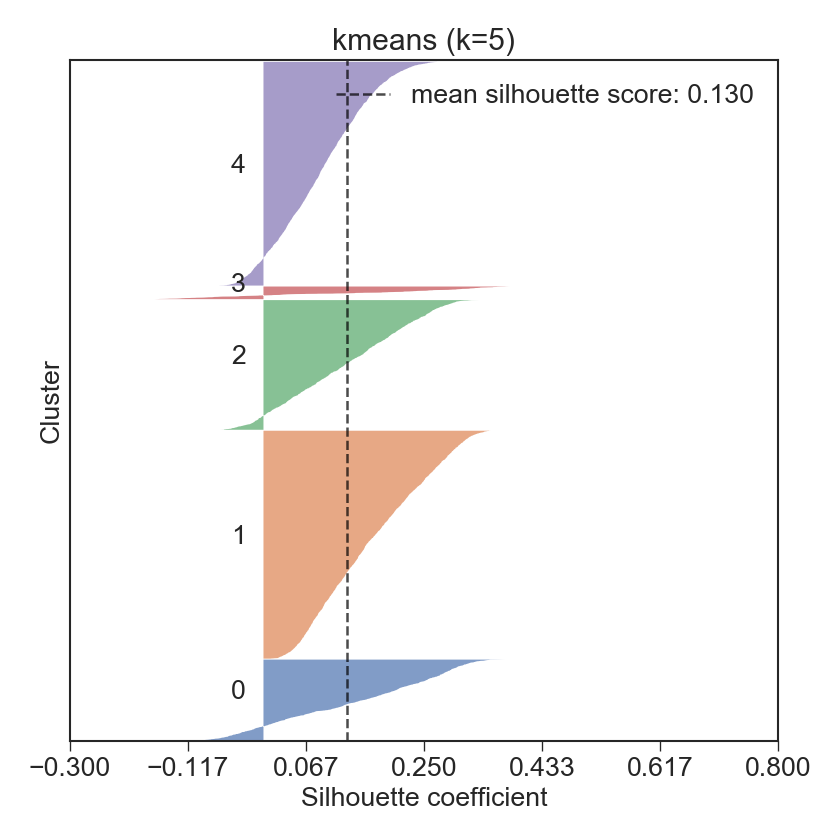 kmeans (k=5)
mean silhouette score: 0.130
4
3
2
1
0
Cluster
−0.300 −0.117 0.067 0.250 0.433 0.617 0.800
Silhouette coefficient